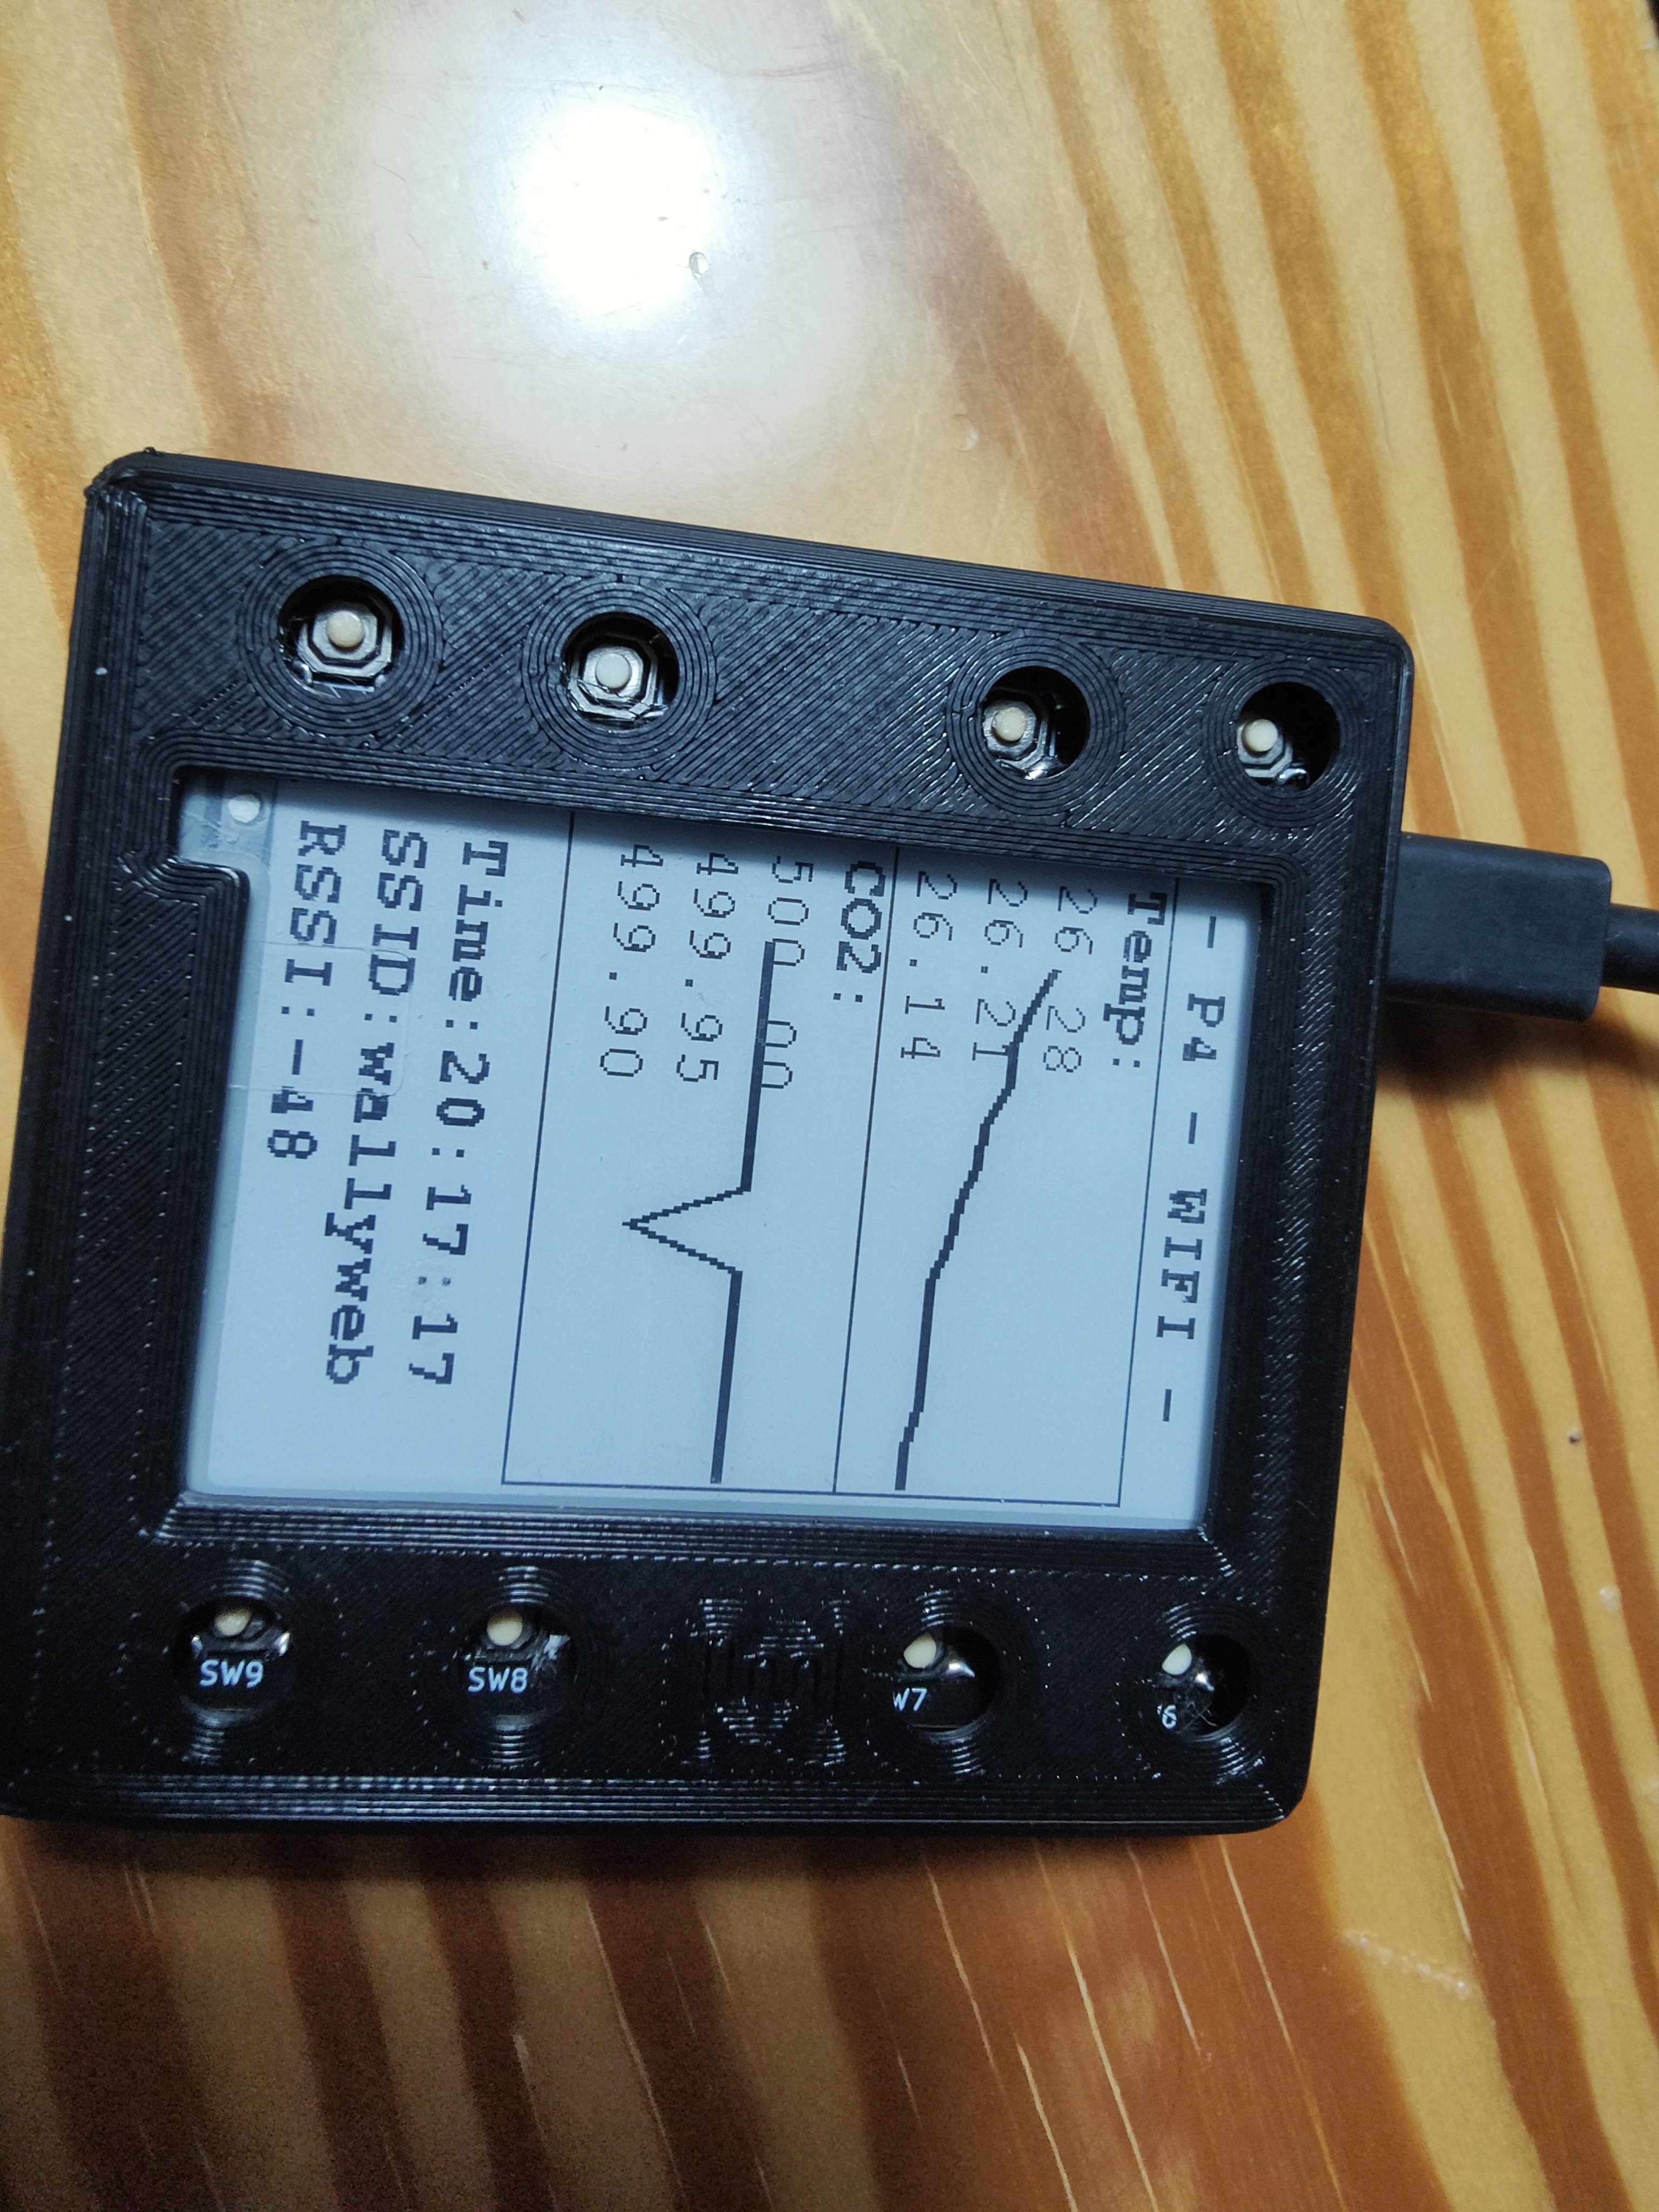 - P4 - WIFI -
Temp:
26.28
26.21
26.14
CO2:
500.00
499.95
499.90
Time:20:17:17
SSID:wallyweb
RSSI:-48
SW9
SW8
W7
6